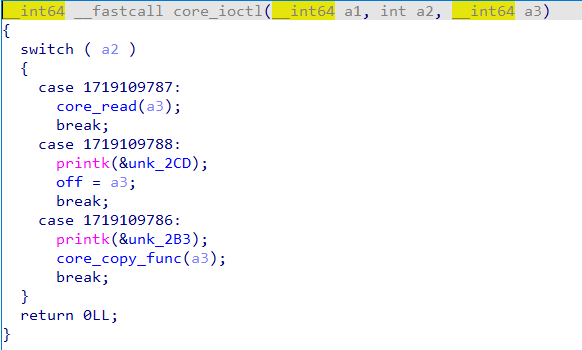 __int64 __fastcall core_ioctl(__int64 a1, int a2, __int64 a3)
{
  switch ( a2 )
  {
    case 1719109787:
      core_read(a3);
      break;
    case 1719109788:
      printk(&unk_2CD);
      off = a3;
      break;
    case 1719109786:
      printk(&unk_2B3);
      core_copy_func(a3);
      break;
  }
  return 0LL;
}